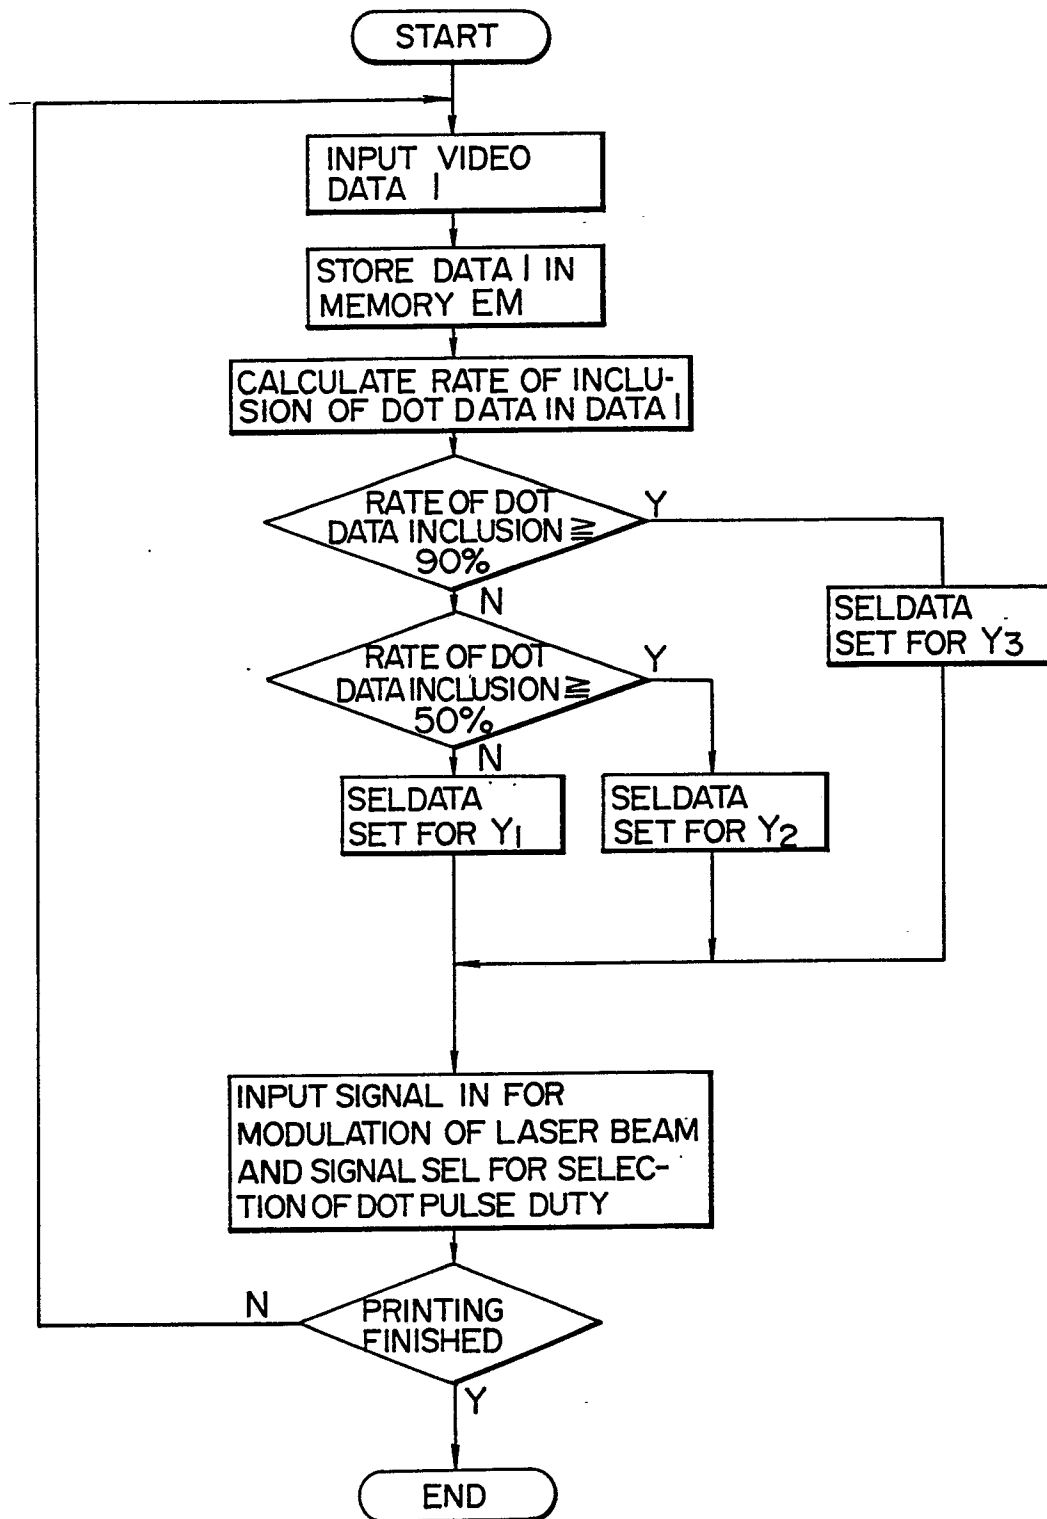 START
INPUT VIDEO
DATA I
STORE DATA I IN
MEMORY EM
CALCULATE RATE OF INCLU-
SION OF DOT DATA IN DATA I
RATE OF DOT
DATA INCLUSION ≧
90%
Y
N
SELDATA
SET FOR Y3
RATE OF DOT
DATA INCLUSION ≧
50%
Y
N
SELDATA
SET FOR Y1
SELDATA
SET FOR Y2
INPUT SIGNAL IN FOR
MODULATION OF LASER BEAM
AND SIGNAL SEL FOR SELEC-
TION OF DOT PULSE DUTY
N
PRINTING
FINISHED
Y
END